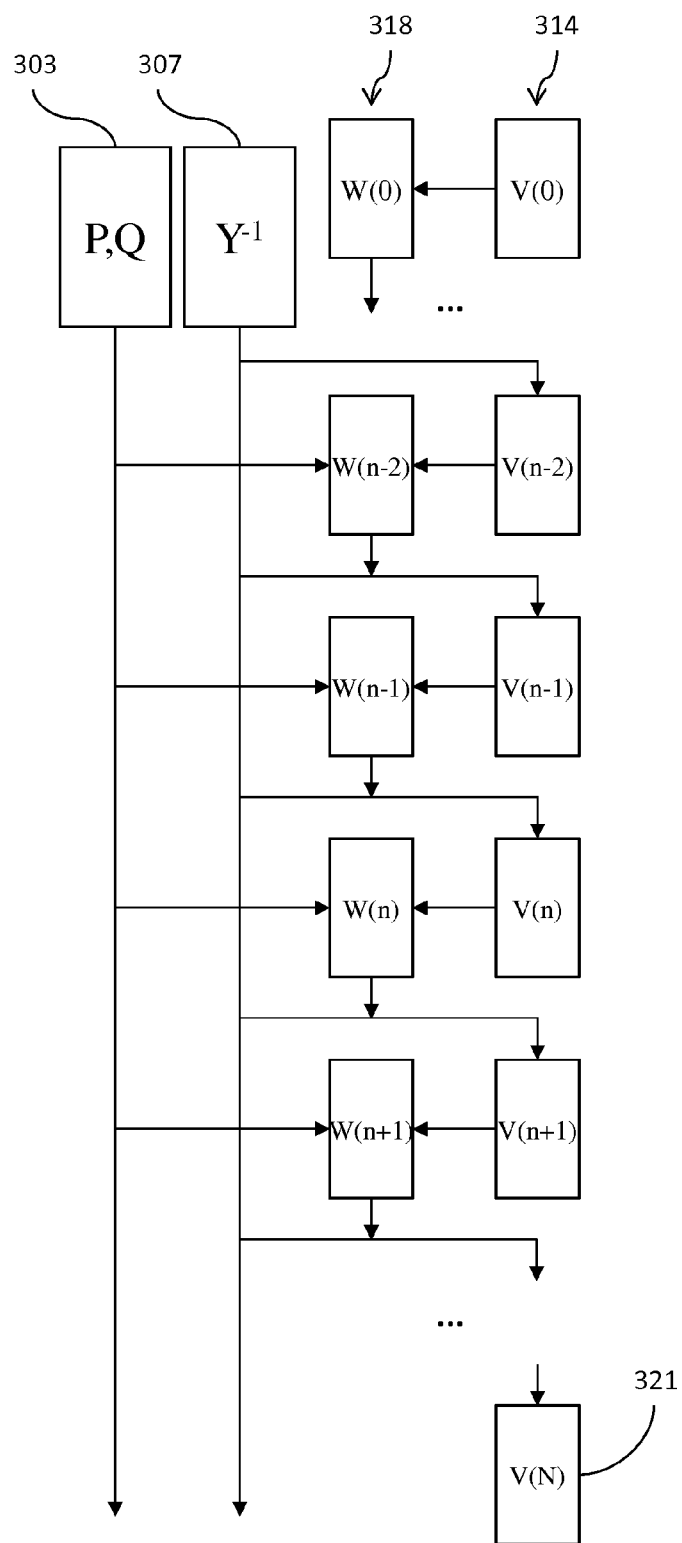 318 314
303 307
W(0) V(0)
P,Q Y⁻¹
...
W(n-2) V(n-2)
W(n-1) V(n-1)
W(n) V(n)
W(n+1) V(n+1)
...
321
V(N)